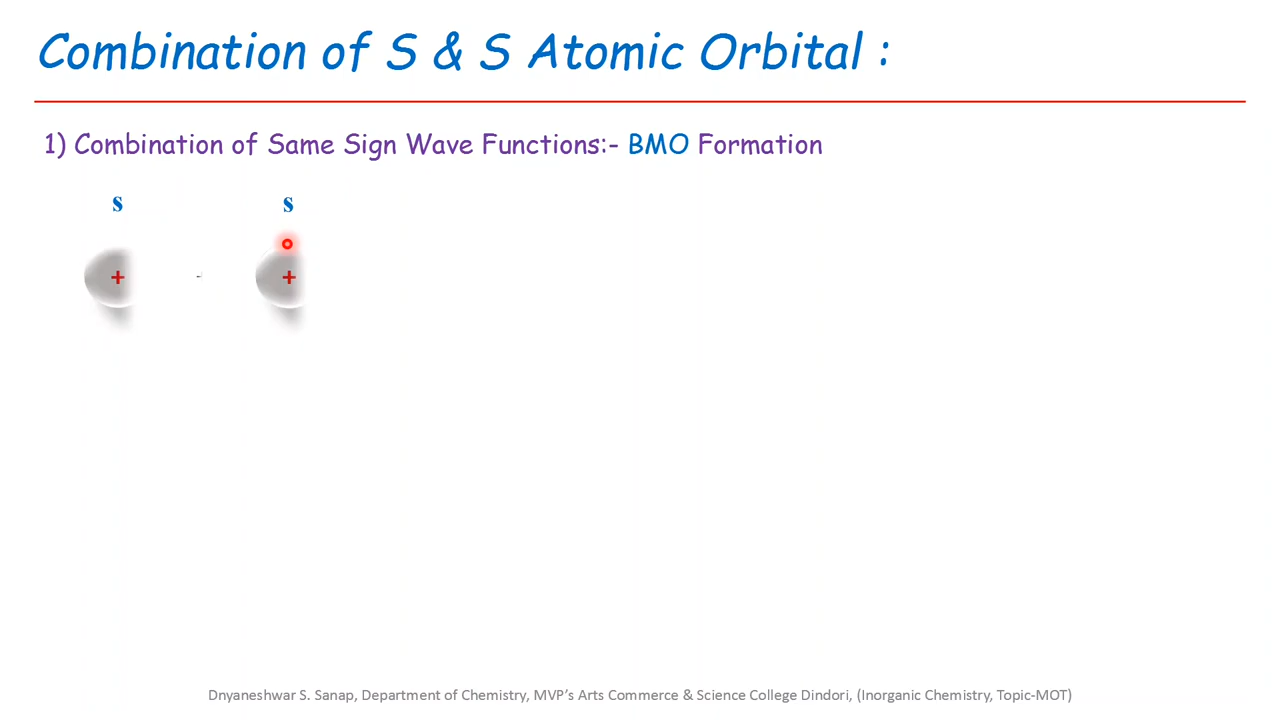 Combination of S & S Atomic Orbital :
1) Combination of Same Sign Wave Functions:- BMO Formation
s s
+ +
Dnyaneshwar S. Sanap, Department of Chemistry, MVP's Arts Commerce & Science College Dindori, (Inorganic Chemistry, Topic-MOT)